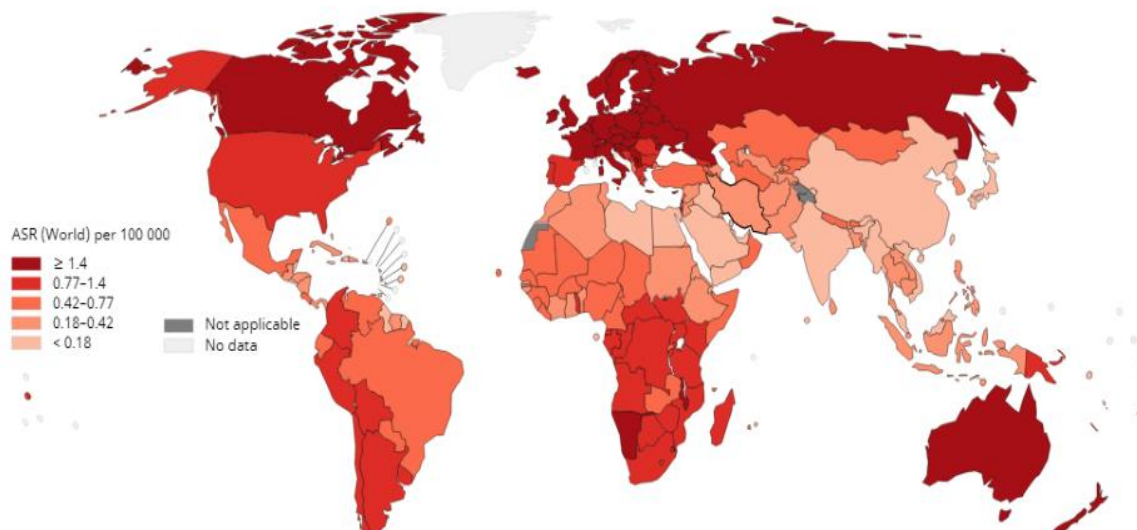 ASR (World) per 100 000
≥ 1.4
0.77–1.4
0.42–0.77
0.18–0.42
< 0.18
Not applicable
No data